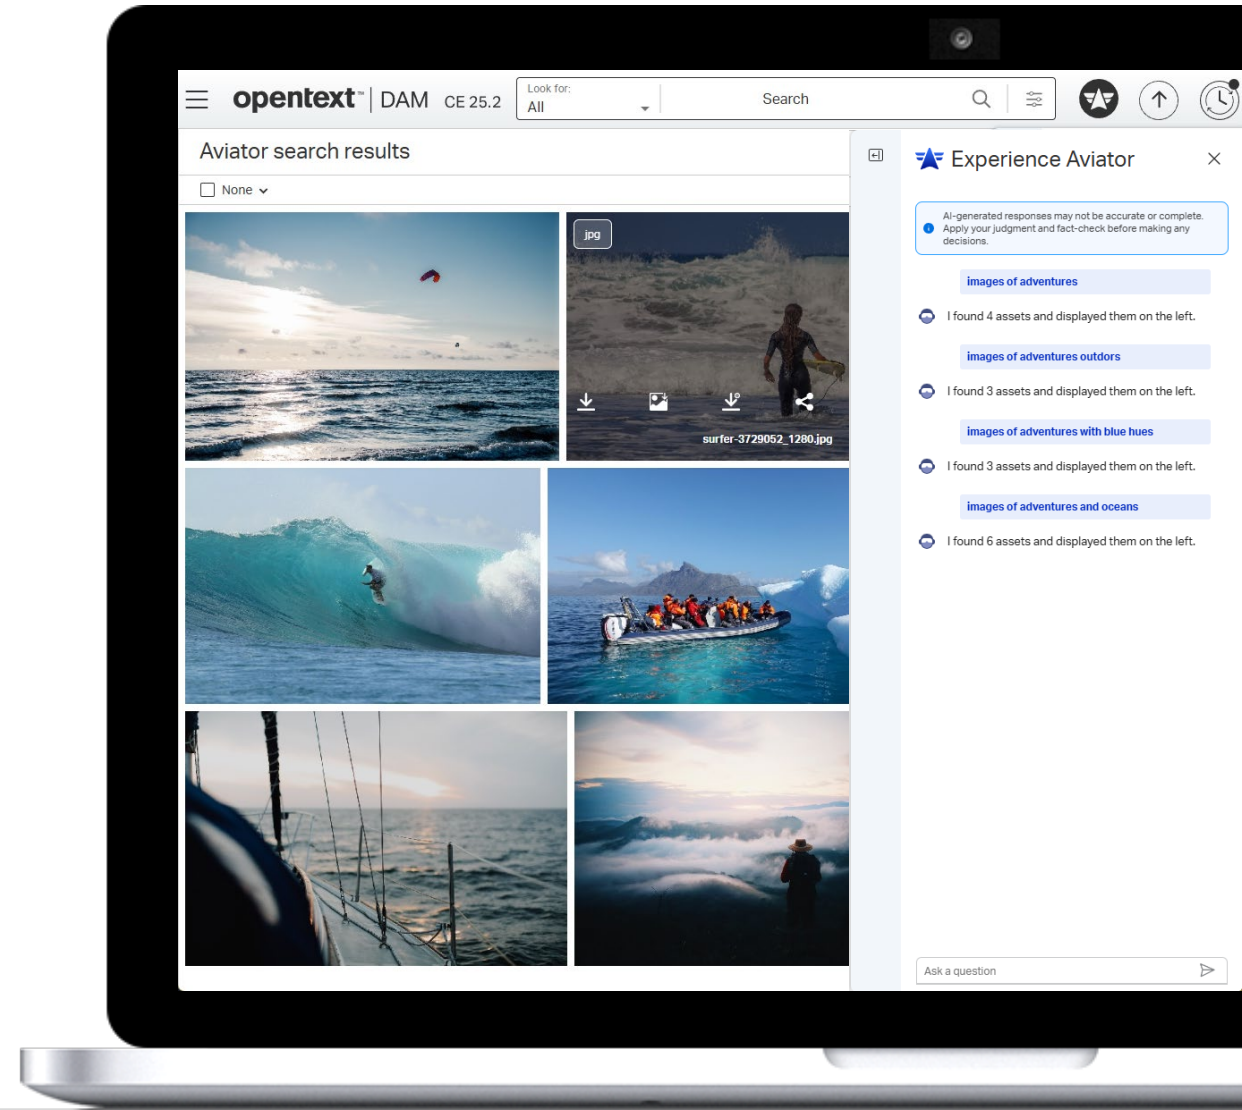 opentext™ | DAM CE 25.2
Look for:
All
Search
Aviator search results
None
jpg
surfer-3729052_1280.jpg
Experience Aviator
AI-generated responses may not be accurate or complete.
Apply your judgment and fact-check before making any
decisions.
images of adventures
I found 4 assets and displayed them on the left.
images of adventures outdors
I found 3 assets and displayed them on the left.
images of adventures with blue hues
I found 3 assets and displayed them on the left.
images of adventures and oceans
I found 6 assets and displayed them on the left.
Ask a question